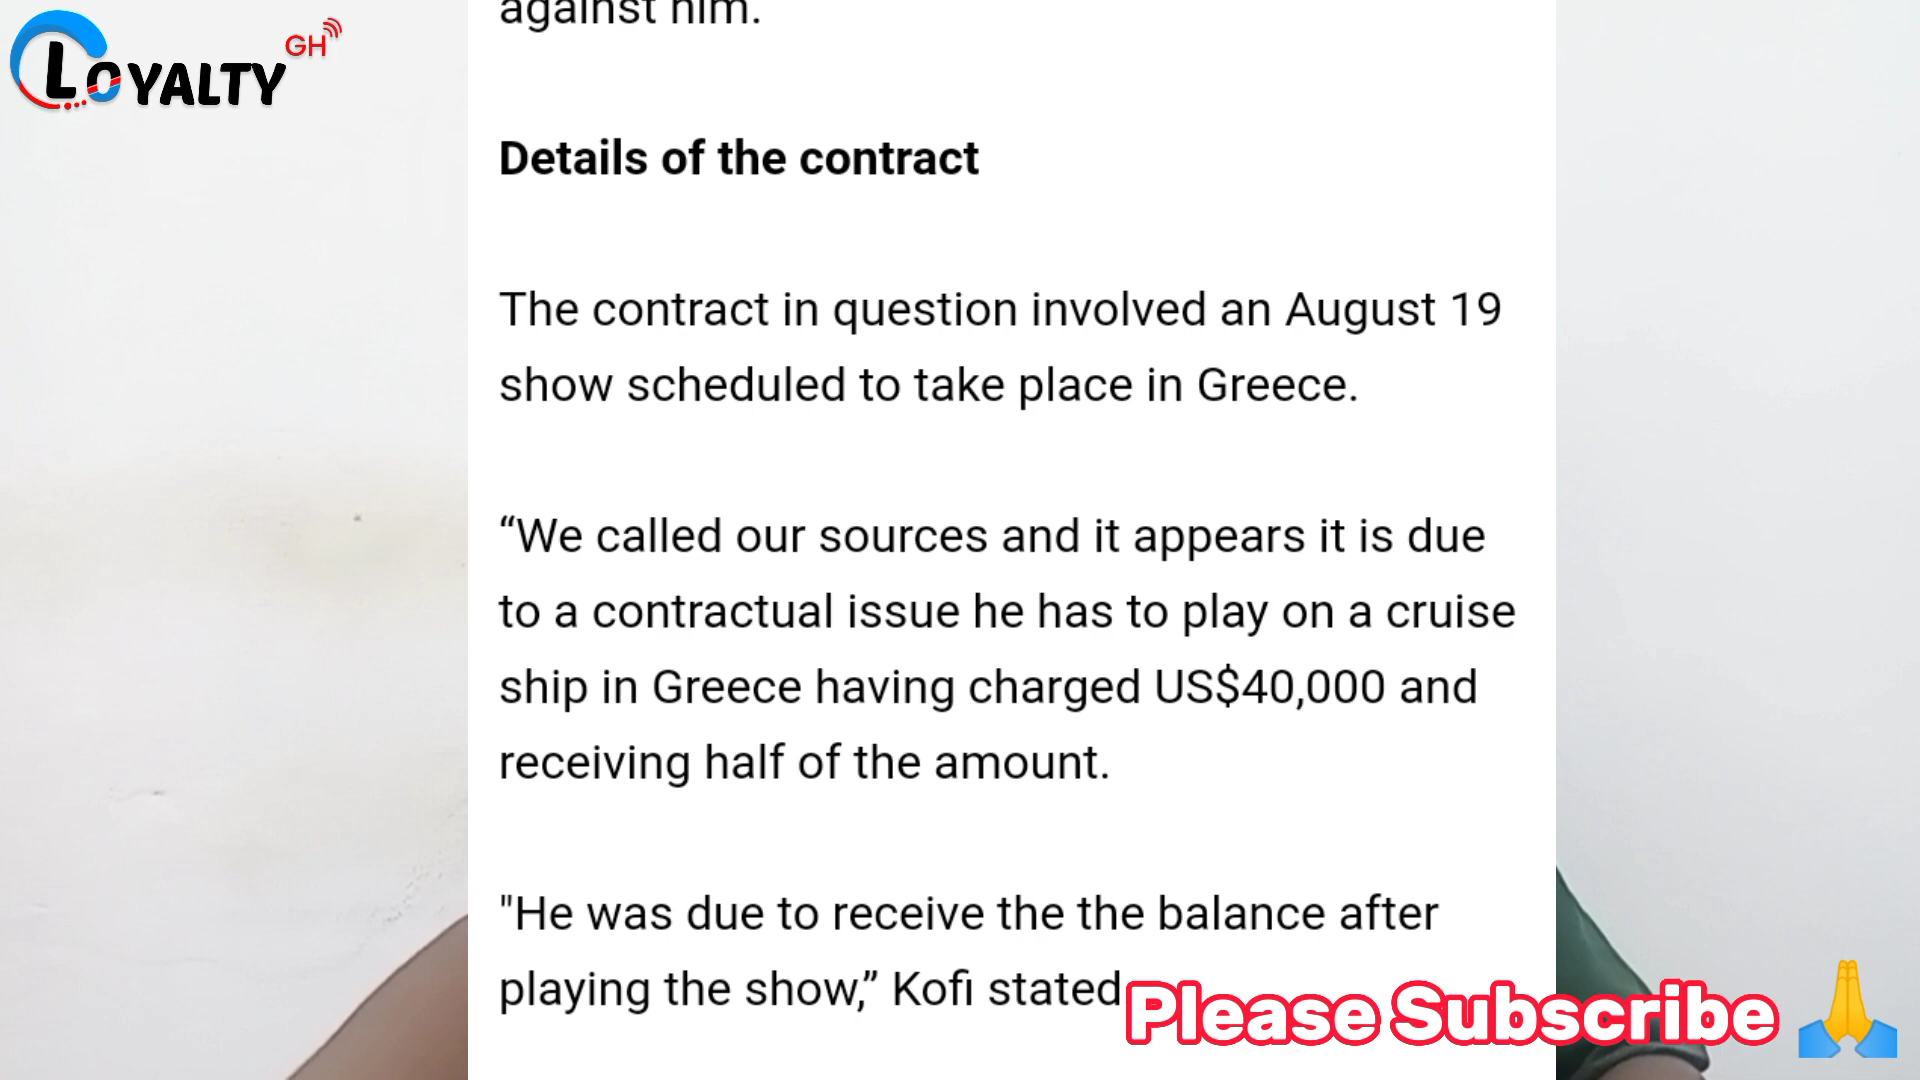 LOYALTY GH
against him.
Details of the contract
The contract in question involved an August 19
show scheduled to take place in Greece.
“We called our sources and it appears it is due
to a contractual issue he has to play on a cruise
ship in Greece having charged US$40,000 and
receiving half of the amount.
"He was due to receive the the balance after
playing the show,” Kofi stated
Please Subscribe